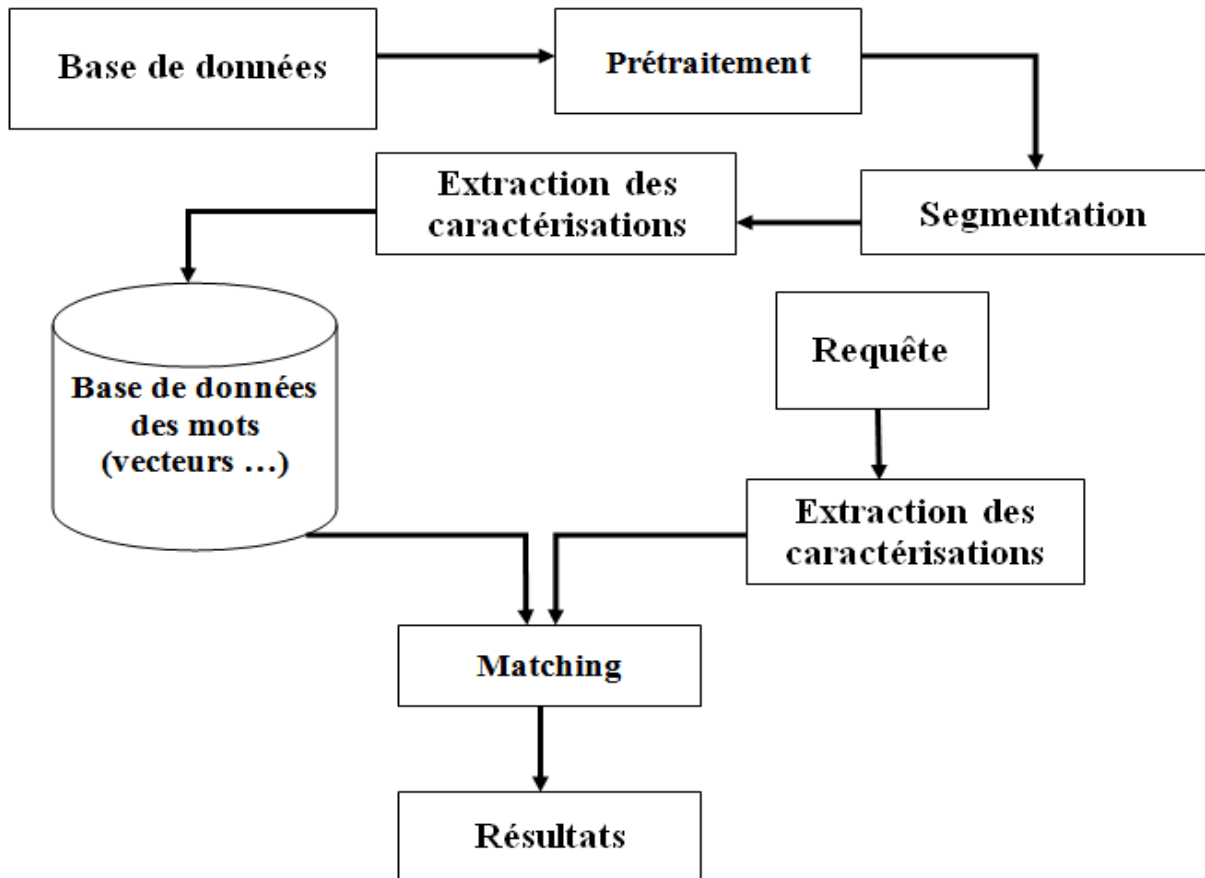 Base de données
Prétraitement
Extraction des
caractérisations
Segmentation
Requête
Base de données
des mots
(vecteurs ...)
Extraction des
caractérisations
Matching
Résultats